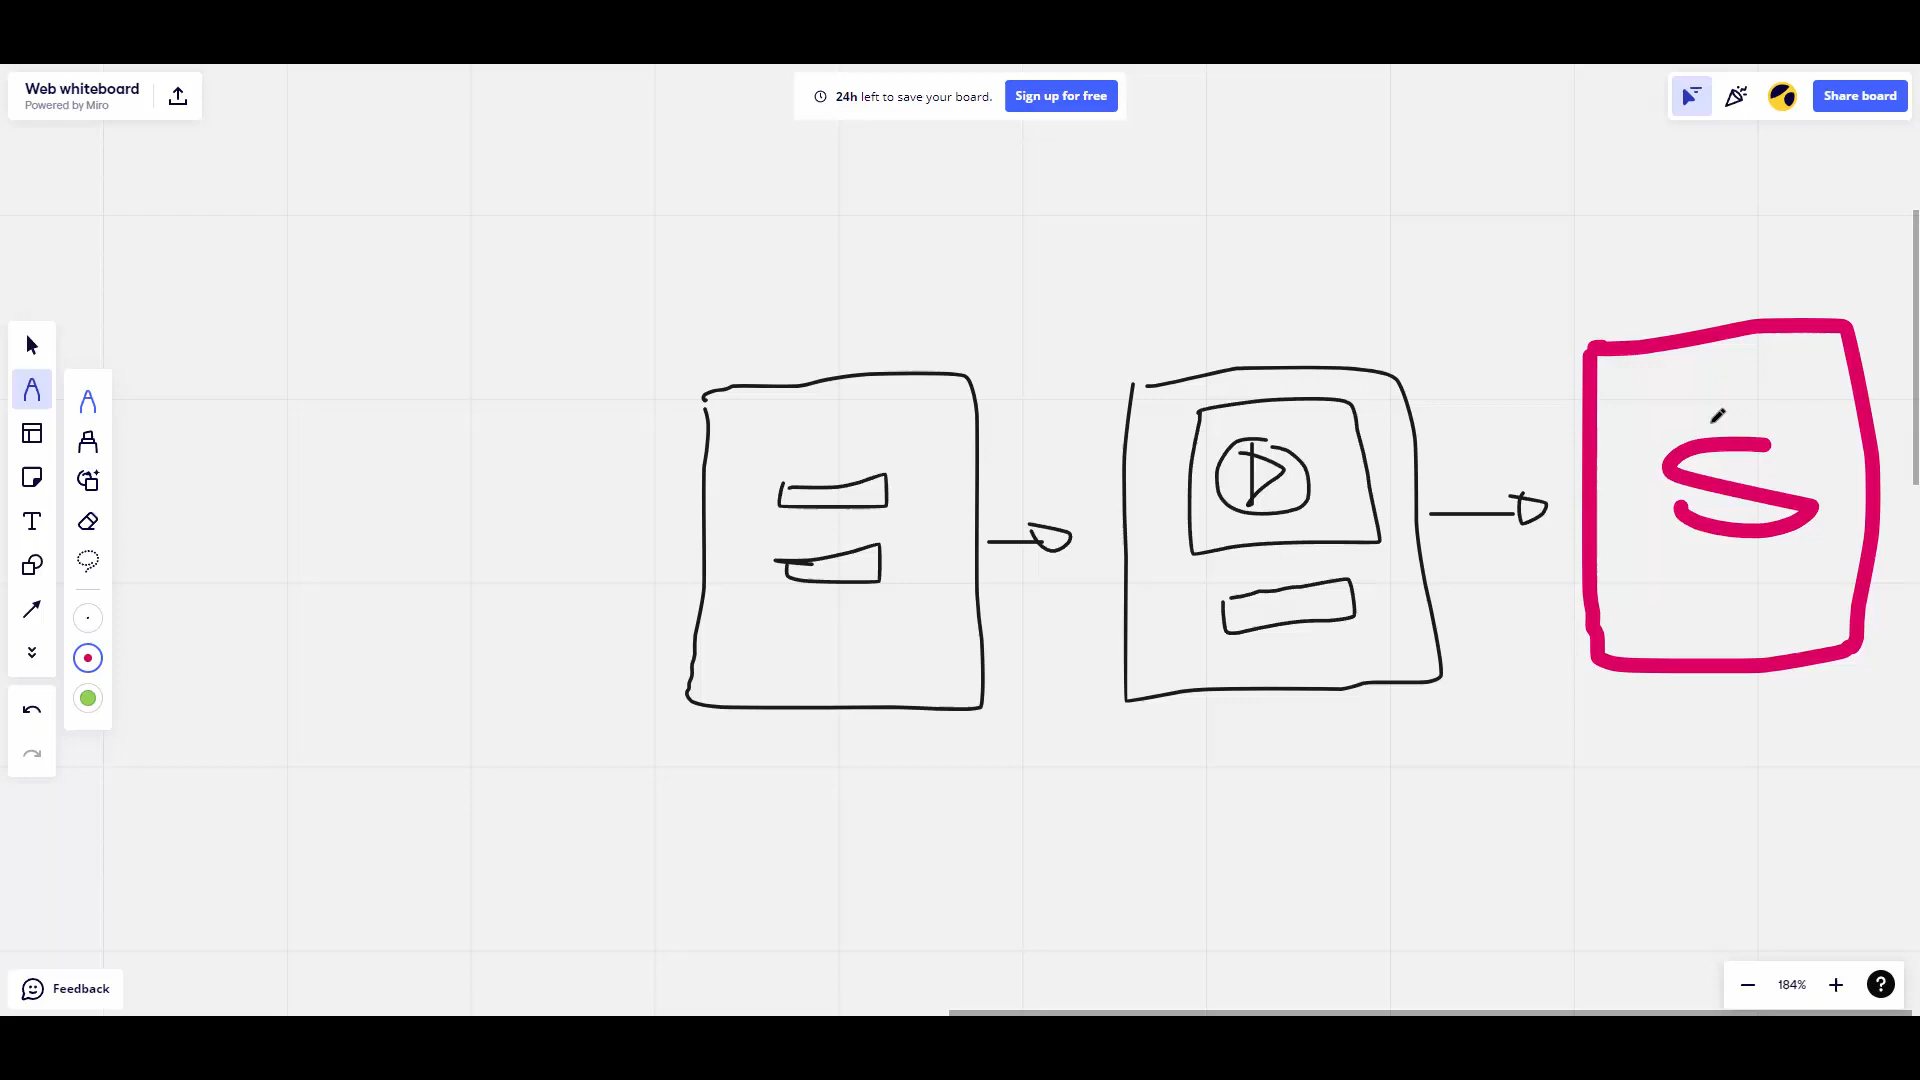 Web whiteboard
Powered by Miro
24h left to save your board.
Sign up for free
Share board
S
Feedback
184%
?